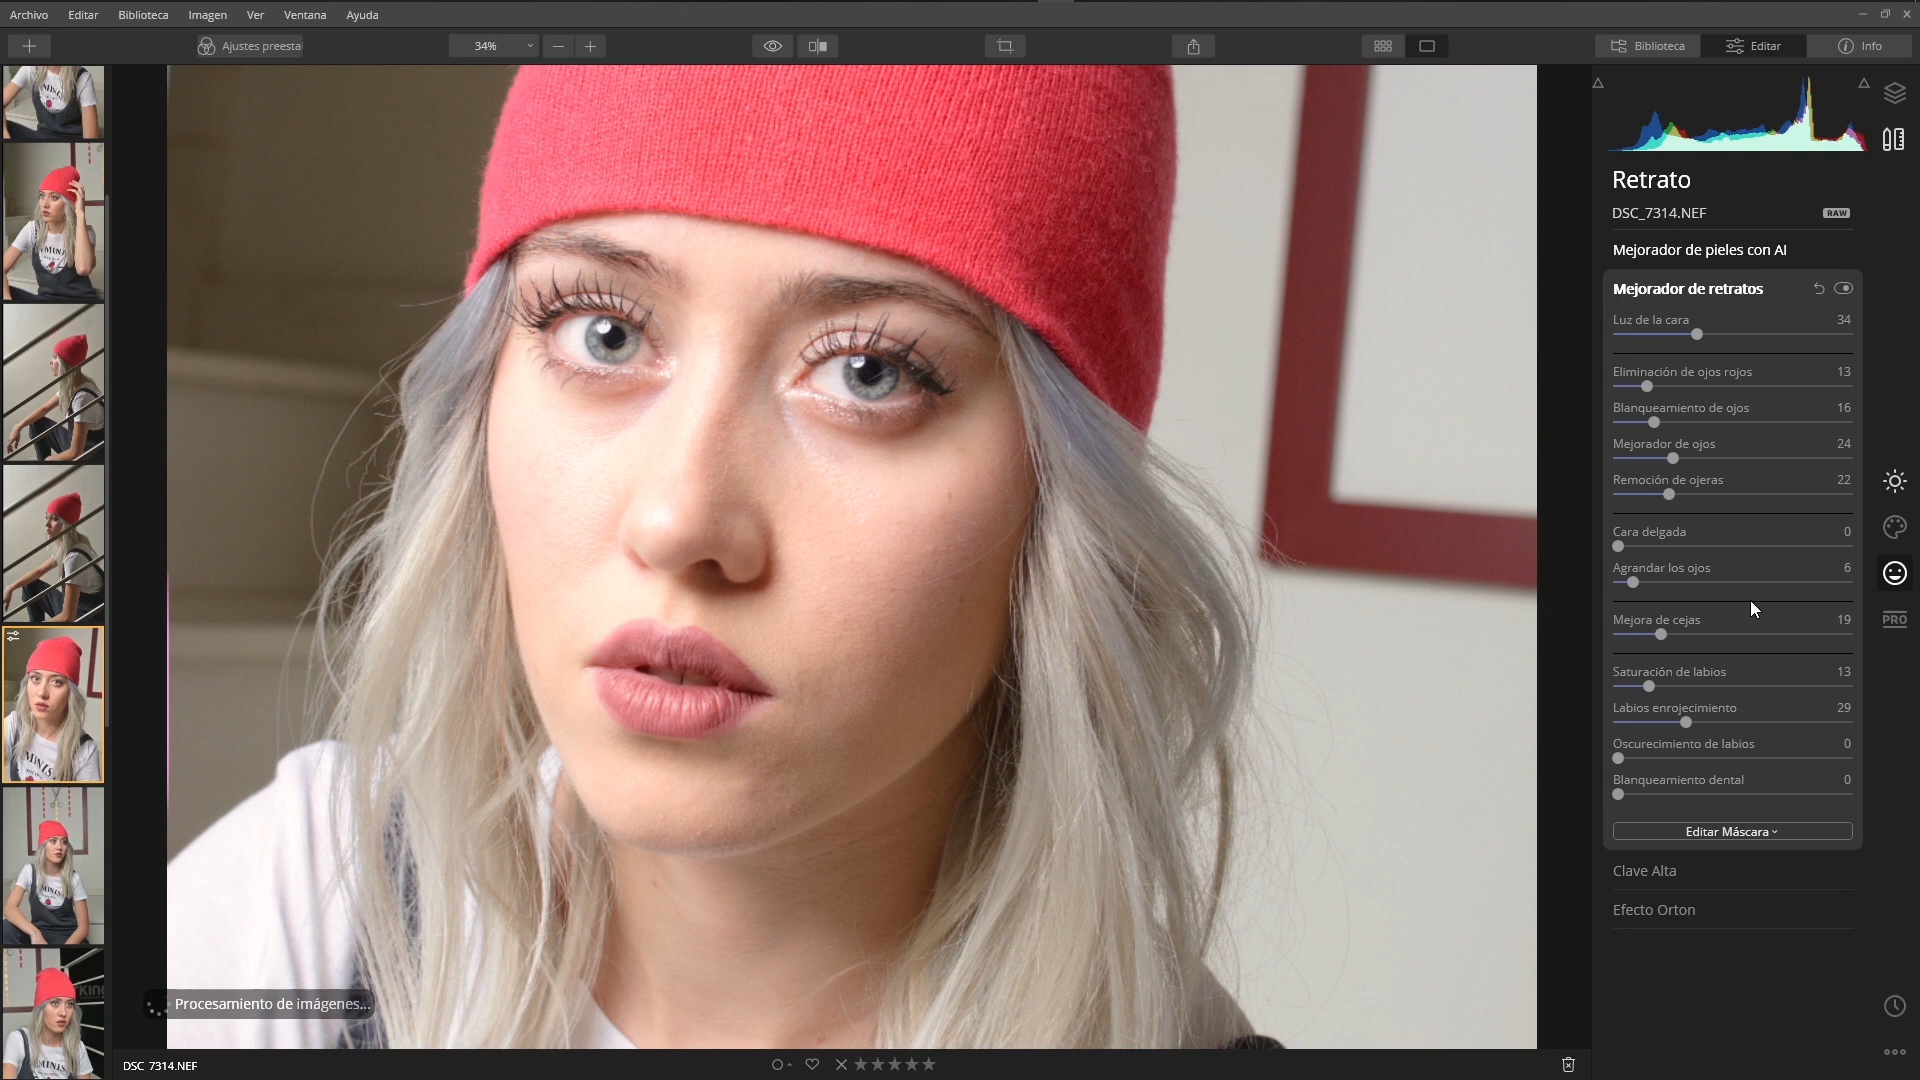 Archivo Editar Biblioteca Imagen Ver Ventana Ayuda
Ajustes preesta
34%
Biblioteca Editar Info
Retrato
DSC_7314.NEF RAW
Mejorador de pieles con AI
Mejorador de retratos
Luz de la cara 34
Eliminación de ojos rojos 13
Blanqueamiento de ojos 16
Mejorador de ojos 24
Remoción de ojeras 22
Cara delgada 0
Agrandar los ojos 6
Mejora de cejas 19
Saturación de labios 13
Labios enrojecimiento 29
Oscurecimiento de labios 0
Blanqueamiento dental 0
Editar Máscara
Clave Alta
Efecto Orton
PRO
Procesamiento de imágenes...
DSC_7314.NEF